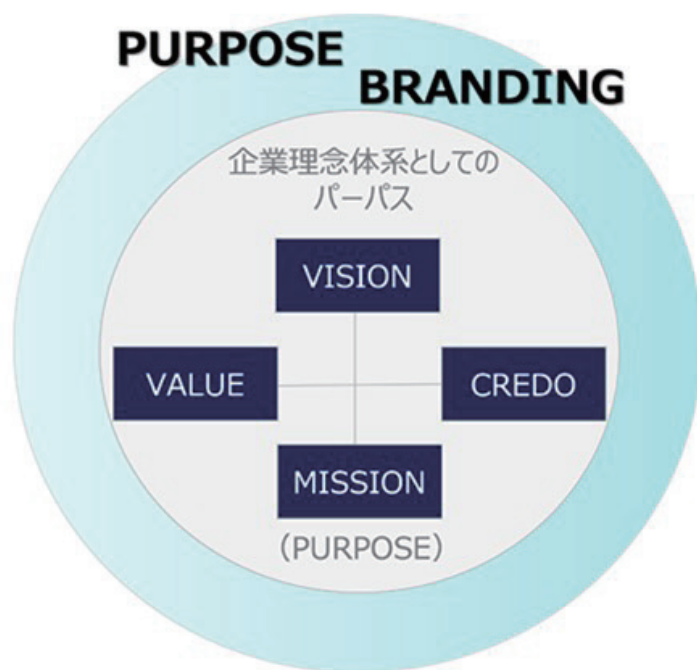 PURPOSE
BRANDING
企業理念体系としての
パーパス
VISION
VALUE
CREDO
MISSION
(PURPOSE)